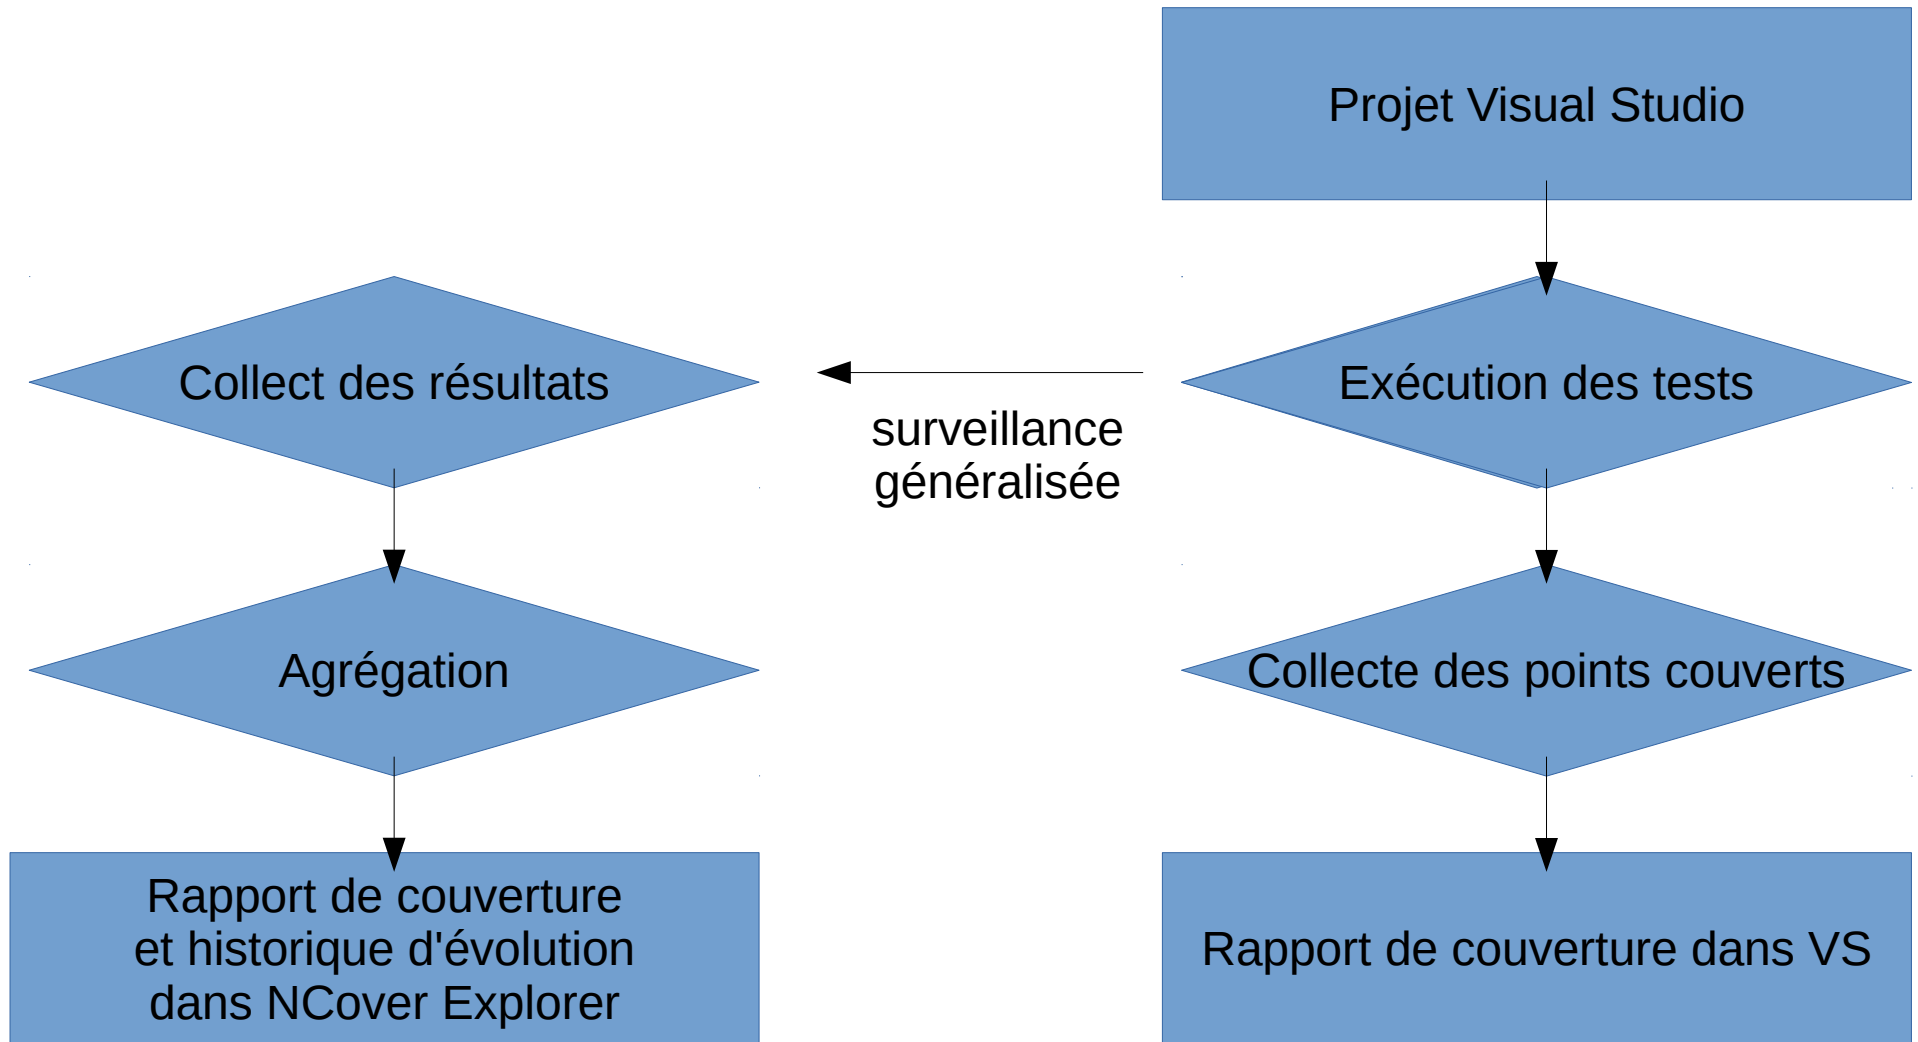 Projet Visual Studio
Collect des résultats
surveillance
généralisée
Exécution des tests
Agrégation
Collecte des points couverts
Rapport de couverture
et historique d'évolution
dans NCover Explorer
Rapport de couverture dans VS